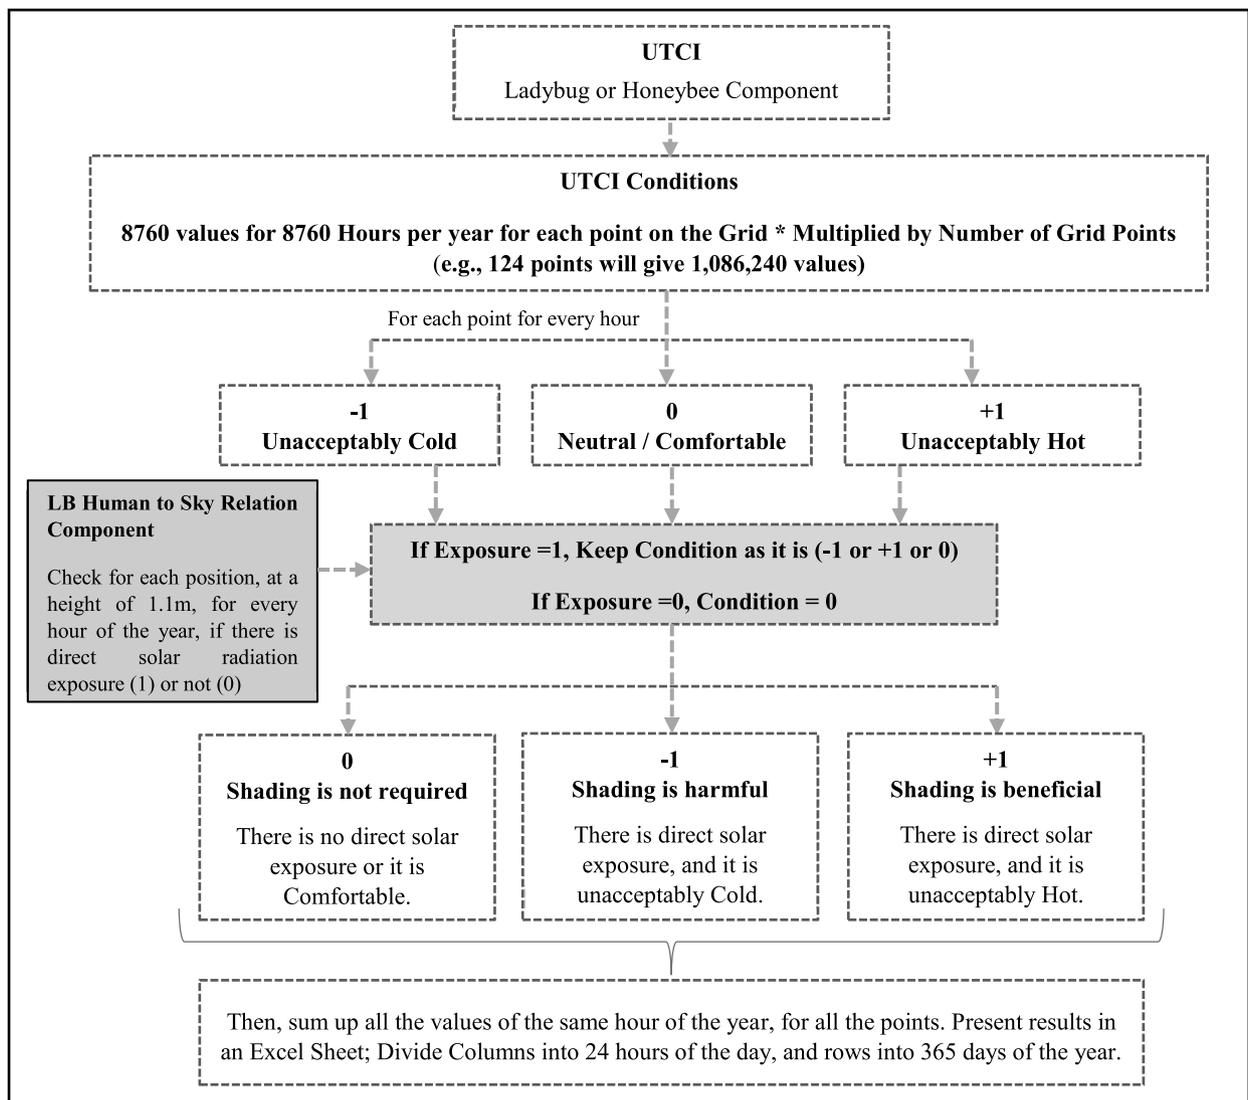 UTCI
Ladybug or Honeybee Component
UTCI Conditions
8760 values for 8760 Hours per year for each point on the Grid * Multiplied by Number of Grid Points
(e.g., 124 points will give 1,086,240 values)
For each point for every hour
-1
Unacceptably Cold
0
Neutral / Comfortable
+1
Unacceptably Hot
LB Human to Sky Relation
Component
Check for each position, at a
height of 1.1m, for every
hour of the year, if there is
direct solar radiation
exposure (1) or not (0)
If Exposure =1, Keep Condition as it is (-1 or +1 or 0)
If Exposure =0, Condition = 0
0
Shading is not required
There is no direct solar
exposure or it is
Comfortable.
-1
Shading is harmful
There is direct solar
exposure, and it is
unacceptably Cold.
+1
Shading is beneficial
There is direct solar
exposure, and it is
unacceptably Hot.
Then, sum up all the values of the same hour of the year, for all the points. Present results in
an Excel Sheet; Divide Columns into 24 hours of the day, and rows into 365 days of the year.